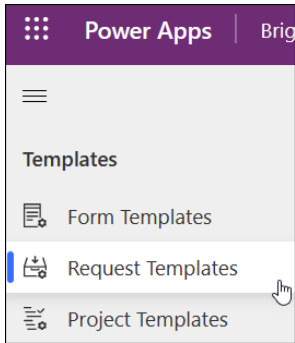 Power Apps Brig
Templates
Form Templates
Request Templates
Project Templates